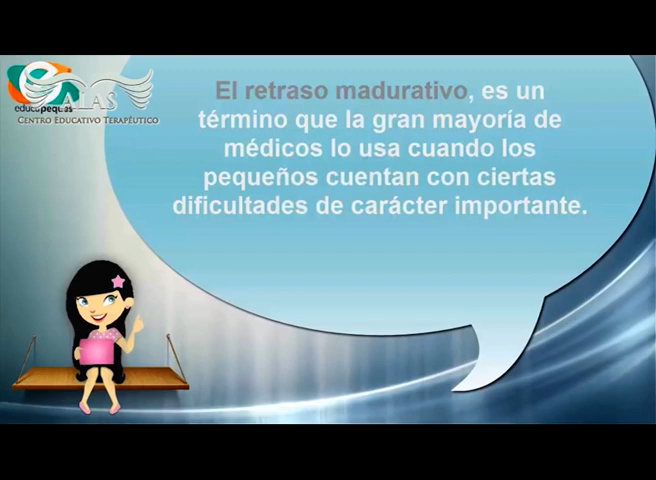 ALAS
educapeques
CENTRO EDUCATIVO TERAPÉUTICO
El retraso madurativo, es un
término que la gran mayoría de
médicos lo usa cuando los
pequeños cuentan con ciertas
dificultades de carácter importante.